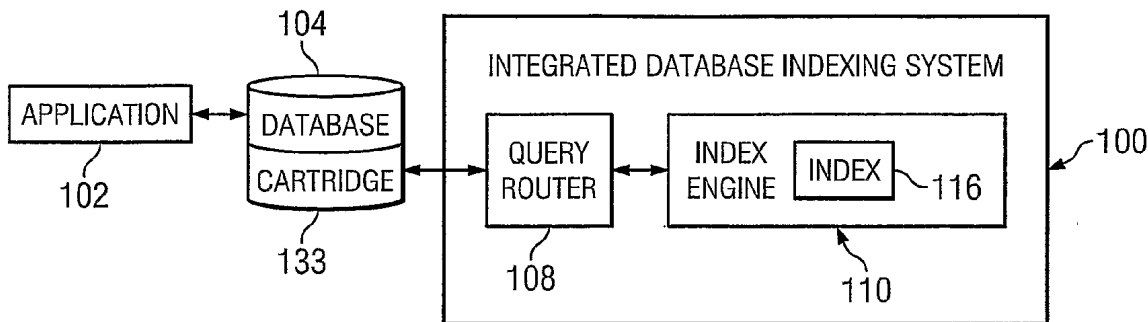 104
INTEGRATED DATABASE INDEXING SYSTEM
APPLICATION
DATABASE
CARTRIDGE
QUERY
ROUTER
INDEX
ENGINE
INDEX
100
102
116
133
108
110